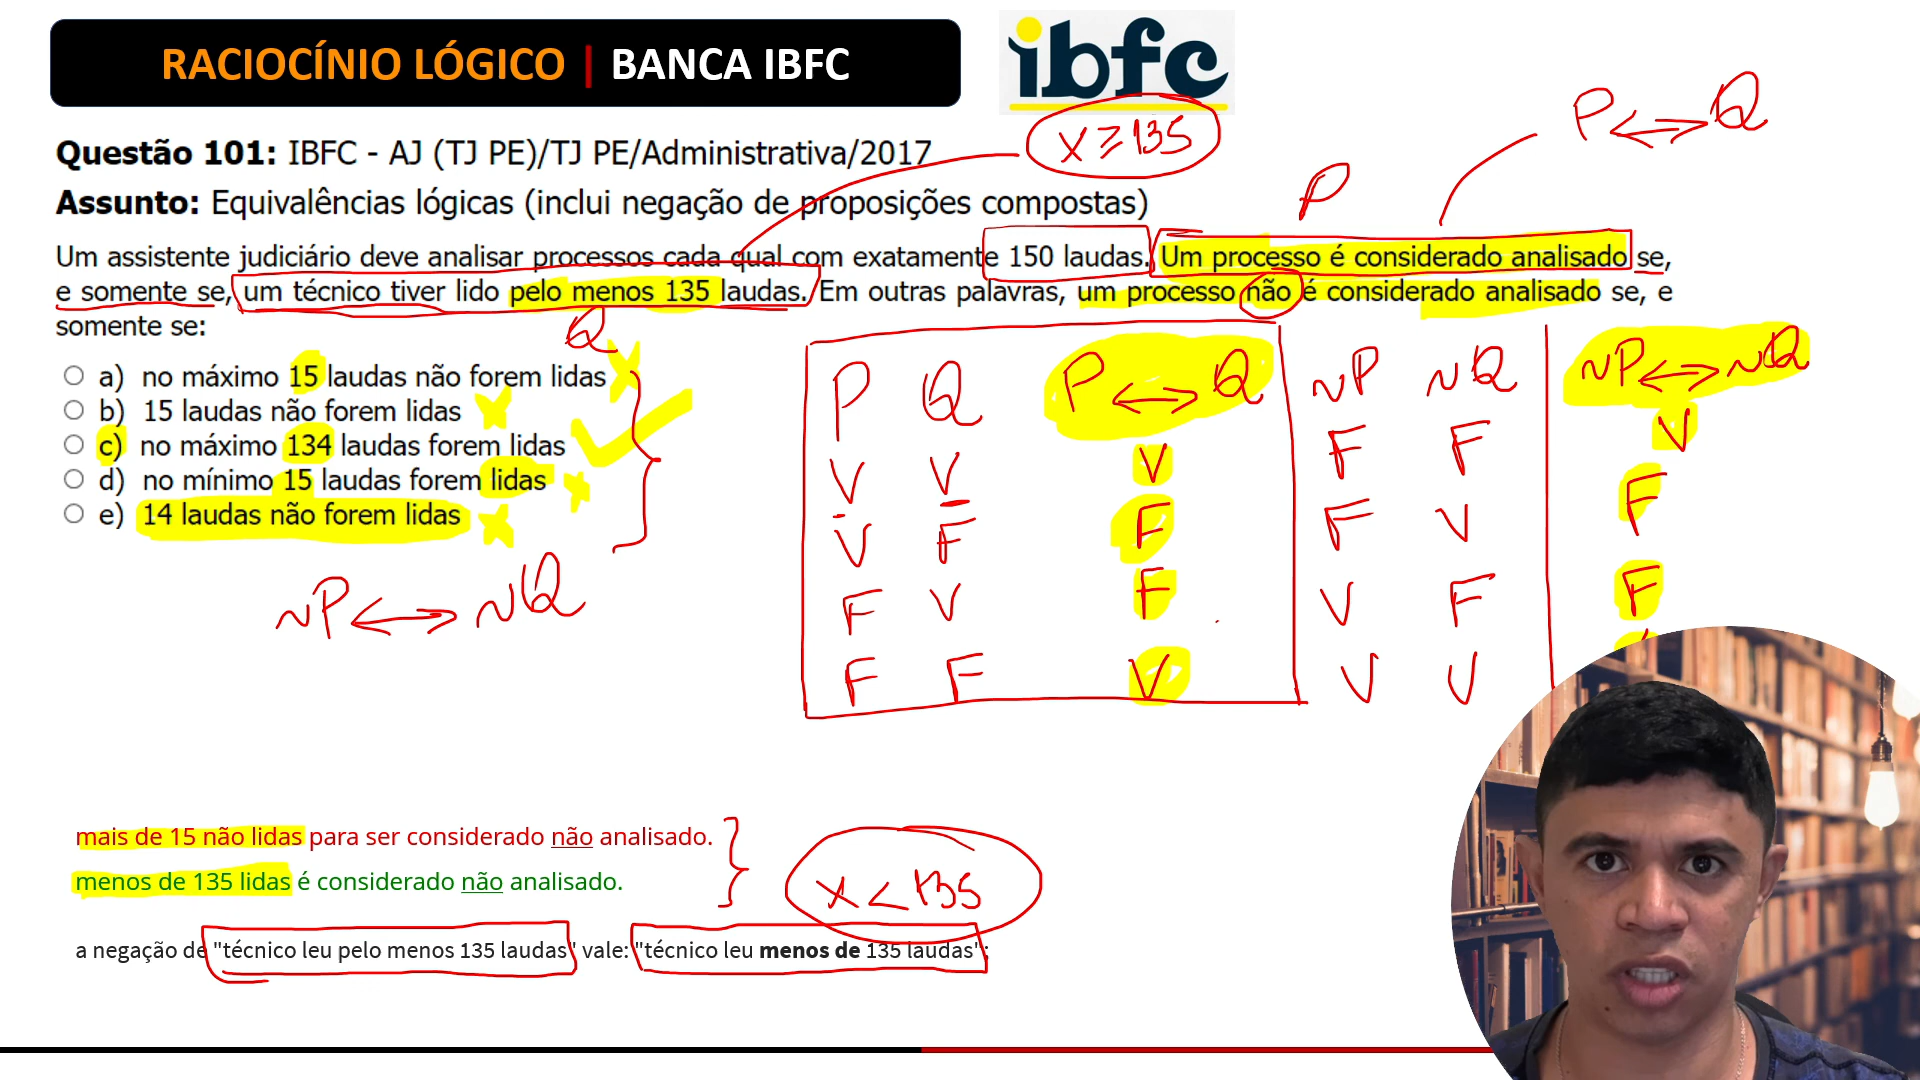 RACIOCÍNIO LÓGICO | BANCA IBFC
ibfc
x ≥ 135
P ↔ Q
Questão 101: IBFC - AJ (TJ PE)/TJ PE/Administrativa/2017
Assunto: Equivalências lógicas (inclui negação de proposições compostas)
P
Um assistente judiciário deve analisar processos cada qual com exatamente 150 laudas. Um processo é considerado analisado se,
e somente se, um técnico tiver lido pelo menos 135 laudas. Em outras palavras, um processo não é considerado analisado se, e
somente se:
Q
a) no máximo 15 laudas não forem lidas
b) 15 laudas não forem lidas
c) no máximo 134 laudas forem lidas
d) no mínimo 15 laudas forem lidas
e) 14 laudas não forem lidas
~P ↔ ~Q
P Q P ↔ Q ~P ~Q ~P ↔ ~Q
V V V F F V
V F F F V F
F V F V F F
F F V V V
mais de 15 não lidas para ser considerado não analisado.
menos de 135 lidas é considerado não analisado.
x < 135
a negação de "técnico leu pelo menos 135 laudas" vale: "técnico leu menos de 135 laudas";